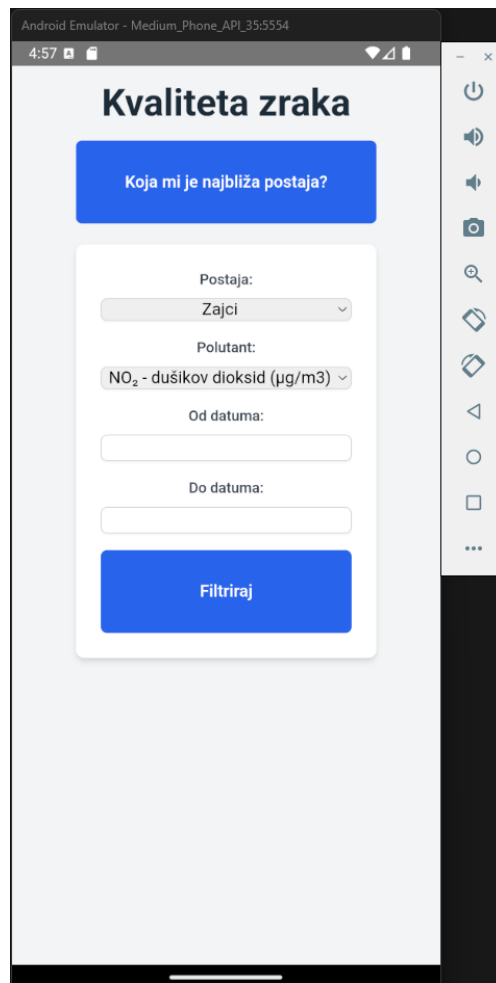 Android Emulator - Medium_Phone_API_35:5554
4:57
Kvaliteta zraka
Koja mi je najbliža postaja?
Postaja:
Zajci
Polutant:
NO₂ - dušikov dioksid (µg/m3)
Od datuma:
Do datuma:
Filtriraj